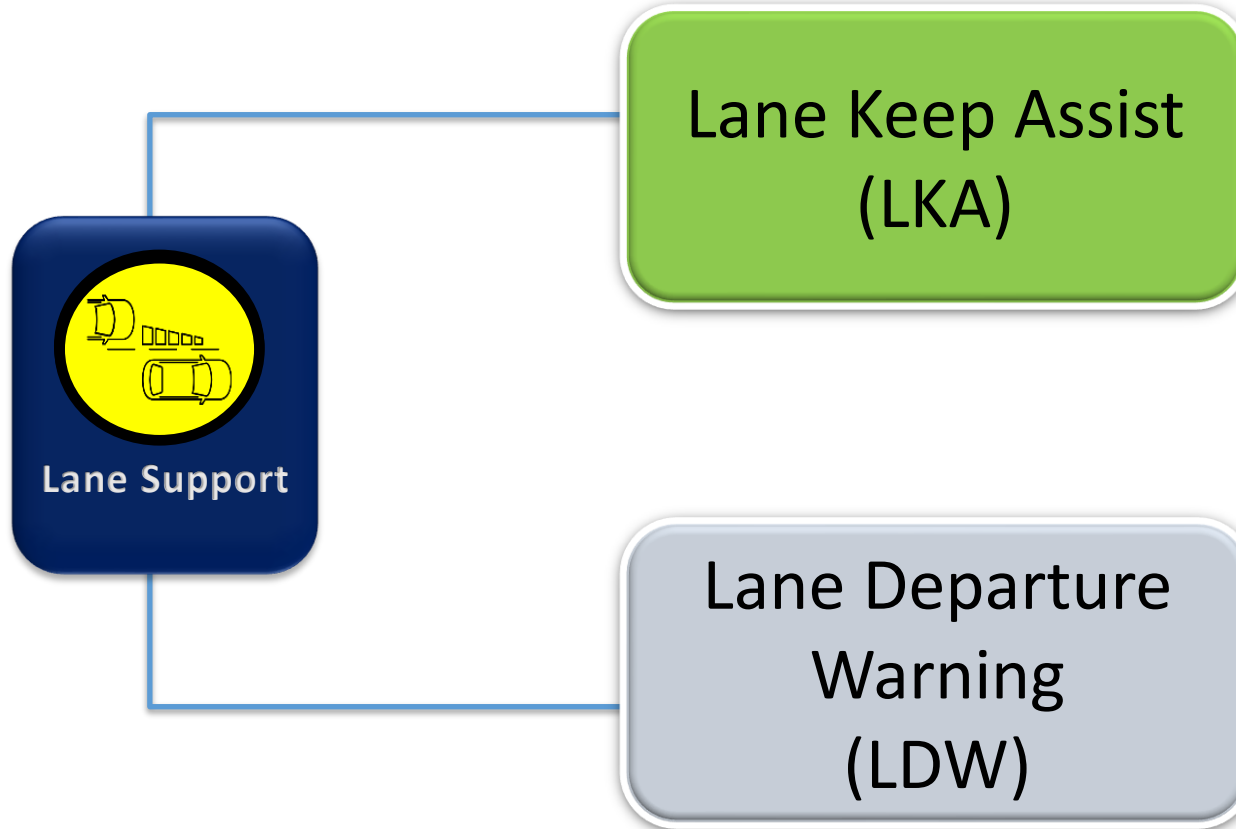 Lane Keep Assist
(LKA)
Lane Support
Lane Departure
Warning
(LDW)